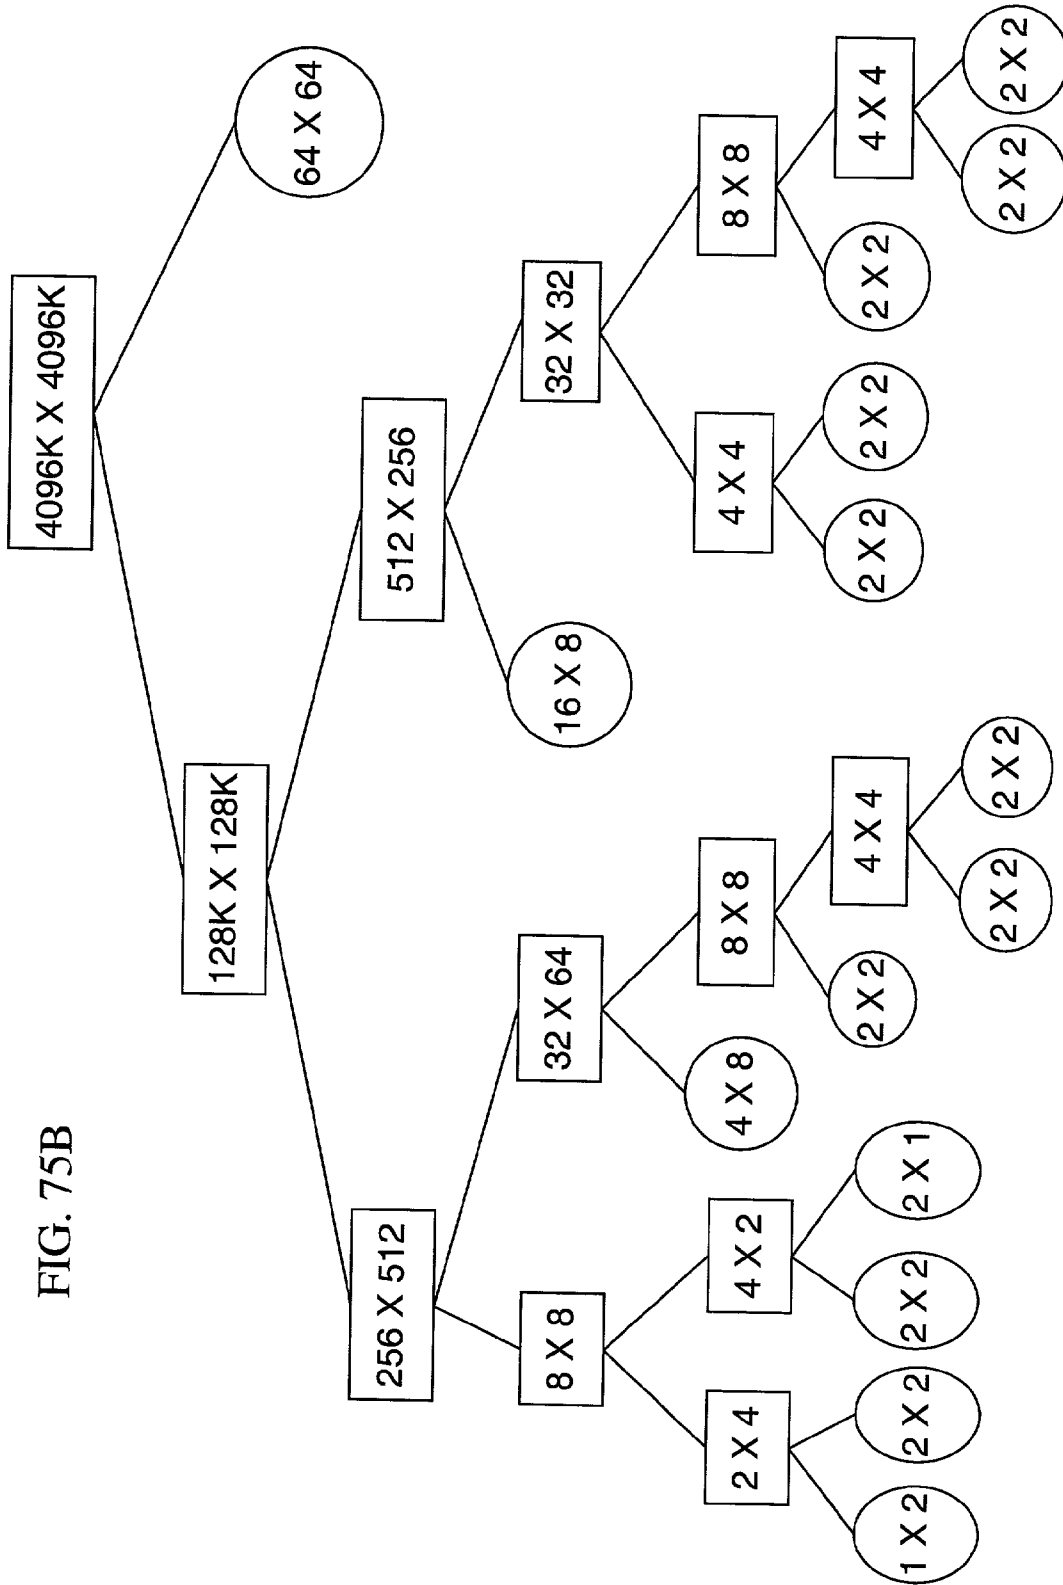 FIG. 75B
4096K X 4096K
128K X 128K
64 X 64
256 X 512
512 X 256
8 X 8
32 X 64
16 X 8
32 X 32
2 X 4
4 X 2
4 X 8
8 X 8
4 X 4
8 X 8
1 X 2
2 X 2
2 X 2
2 X 1
2 X 2
4 X 4
2 X 2
2 X 2
2 X 2
4 X 4
2 X 2
2 X 2
2 X 2
2 X 2